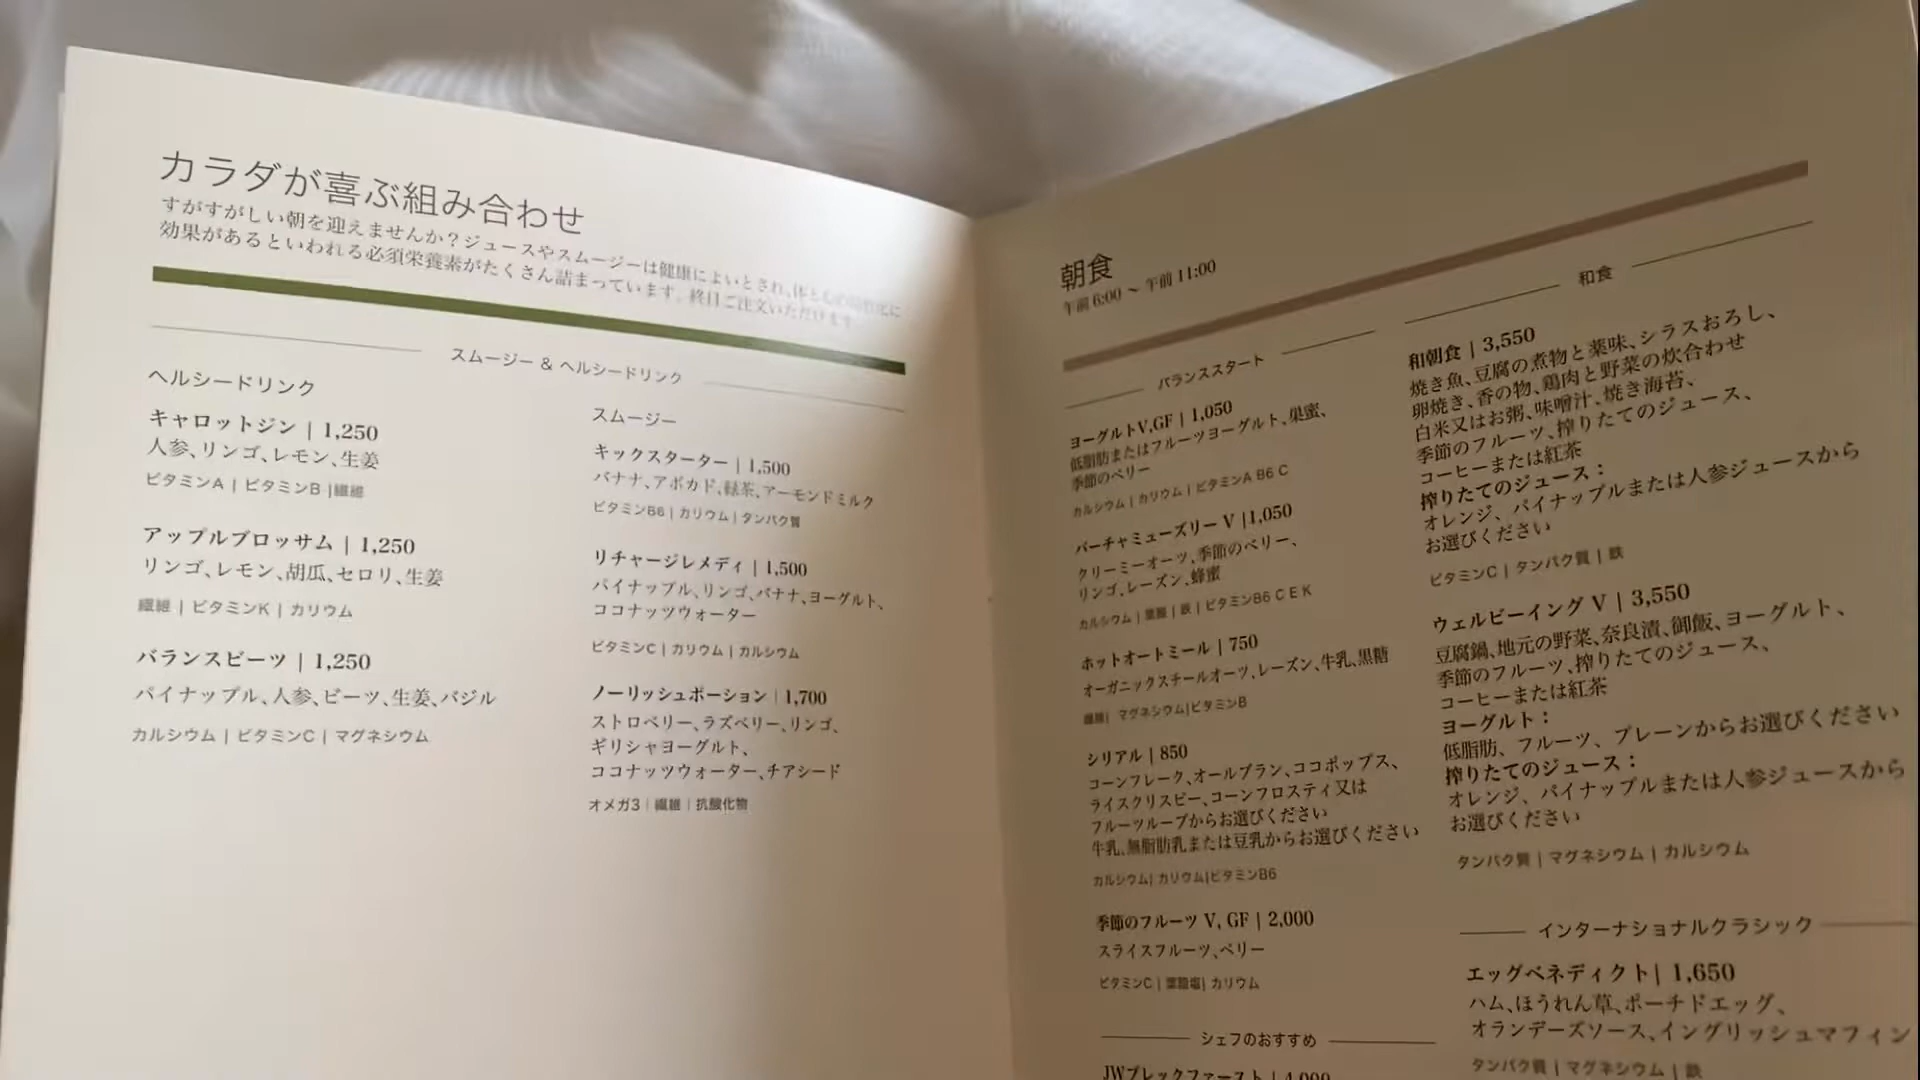 カラダが喜ぶ組み合わせ
すがすがしい朝を迎えませんか？ジュースやスムージーは健康によいとされ、体と心の活性化に
効果があるといわれる必須栄養素がたくさん詰まっています。終日ご注文いただけます
スムージー & ヘルシードリンク
ヘルシードリンク
キャロットジン | 1,250
人参、リンゴ、レモン、生姜
ビタミンA | ビタミンB |繊維
アップルブロッサム | 1,250
リンゴ、レモン、胡瓜、セロリ、生姜
繊維 | ビタミンK | カリウム
バランスビーツ | 1,250
パイナップル、人参、ビーツ、生姜、バジル
カルシウム | ビタミンC | マグネシウム
スムージー
キックスターター | 1,500
バナナ、アボカド、緑茶、アーモンドミルク
ビタミンB6 | カリウム | タンパク質
リチャージレメディ | 1,500
パイナップル、リンゴ、バナナ、ヨーグルト、
ココナッツウォーター
ビタミンC | カリウム | カルシウム
ノーリッシュポーション | 1,700
ストロベリー、ラズベリー、リンゴ、
ギリシャヨーグルト、
ココナッツウォーター、チアシード
オメガ3 | 繊維 | 抗酸化物
朝食
午前 6:00 ～ 午前 11:00
バランススタート
ヨーグルトV,GF | 1,050
低脂肪またはフルーツヨーグルト、巣蜜、
季節のベリー
カルシウム | カリウム | ビタミンA B6 C
バーチャミューズリー V |1,050
クリーミーオーツ、季節のベリー、
リンゴ、レーズン、蜂蜜
カルシウム | 葉酸 | 鉄 | ビタミンB6 C E K
ホットオートミール | 750
オーガニックスチールオーツ、レーズン、牛乳、黒糖
繊維| マグネシウム|ビタミンB
シリアル | 850
コーンフレーク、オールブラン、ココポップス、
ライスクリスピー、コーンフロスティ又は
フルーツループからお選びください
牛乳、無脂肪乳または豆乳からお選びください
カルシウム| カリウム|ビタミンB6
季節のフルーツ V, GF | 2,000
スライスフルーツ、ベリー
ビタミンC | 葉酸塩| カリウム
シェフのおすすめ
JWブレックファースト | 4,000
和食
和朝食 | 3,550
焼き魚、豆腐の煮物と薬味、シラスおろし、
卵焼き、香の物、鶏肉と野菜の炊合わせ
白米又はお粥、味噌汁、焼き海苔、
季節のフルーツ、搾りたてのジュース、
コーヒーまたは紅茶
搾りたてのジュース：
オレンジ、パイナップルまたは人参ジュースから
お選びください
ビタミンC | タンパク質 | 鉄
ウェルビーイング V | 3,550
豆腐鍋、地元の野菜、奈良漬、御飯、ヨーグルト、
季節のフルーツ、搾りたてのジュース、
コーヒーまたは紅茶
ヨーグルト：
低脂肪、フルーツ、プレーンからお選びください
搾りたてのジュース：
オレンジ、パイナップルまたは人参ジュースから
お選びください
タンパク質 | マグネシウム | カルシウム
インターナショナルクラシック
エッグベネディクト| 1,650
ハム、ほうれん草、ポーチドエッグ、
オランデーズソース、イングリッシュマフィン
タンパク質 | マグネシウム | 鉄